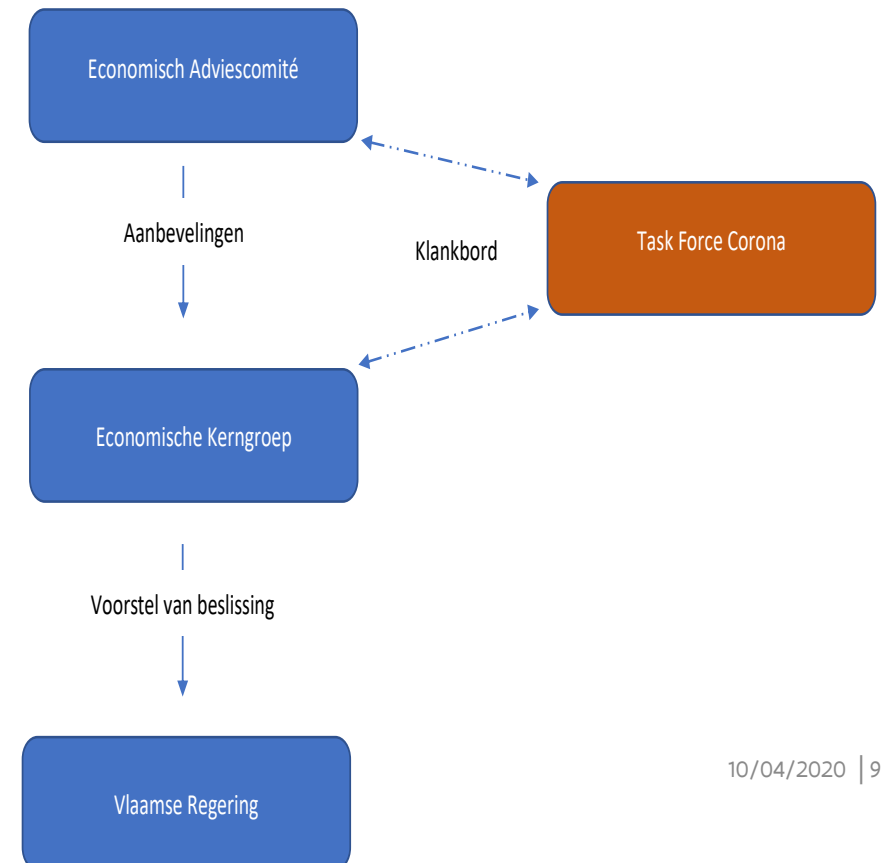 Economisch Adviescomité
Aanbevelingen
Klankbord
Task Force Corona
Economische Kerngroep
Voorstel van beslissing
Vlaamse Regering
10/04/2020 | 9